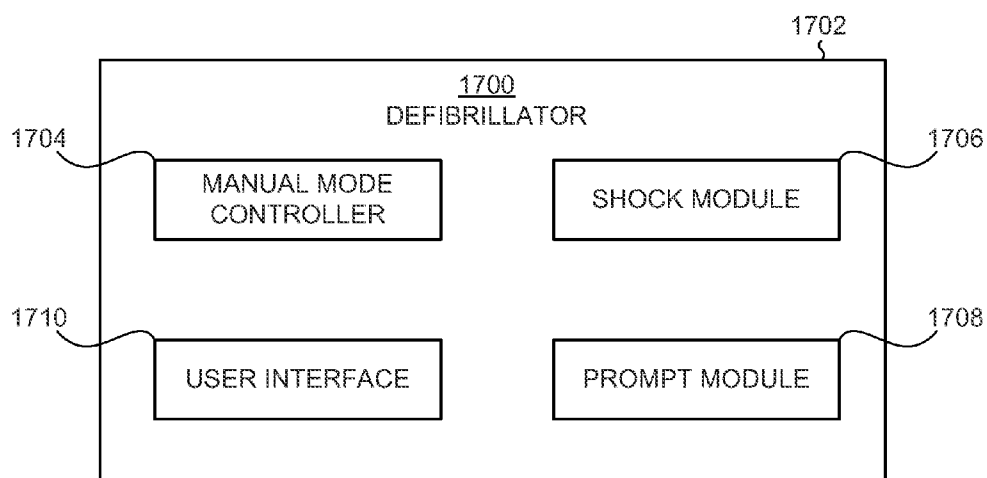 1702
1700
DEFIBRILLATOR
1704
1706
MANUAL MODE
CONTROLLER
SHOCK MODULE
1710
1708
USER INTERFACE
PROMPT MODULE